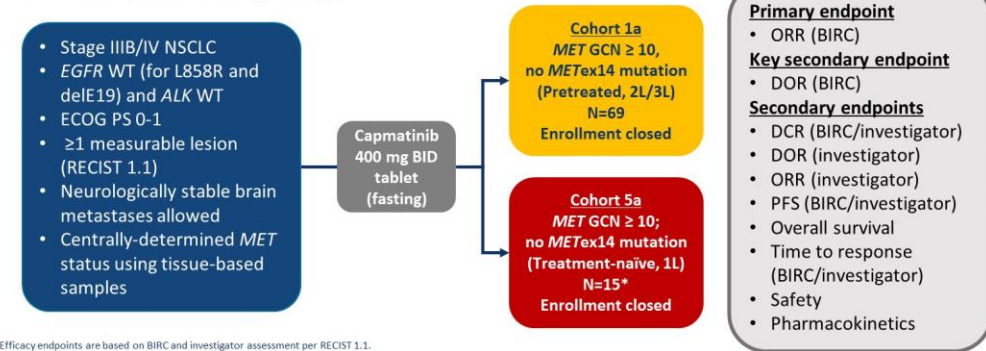 • Stage IIIB/IV NSCLC
• EGFR WT (for L858R and
delE19) and ALK WT
• ECOG PS 0-1
• ≥1 measurable lesion
(RECIST 1.1)
• Neurologically stable brain
metastases allowed
• Centrally-determined MET
status using tissue-based
samples
Capmatinib
400 mg BID
tablet
(fasting)
Cohort 1a
MET GCN ≥ 10,
no METex14 mutation
(Pretreated, 2L/3L)
N=69
Enrollment closed
Cohort 5a
MET GCN ≥ 10;
no METex14 mutation
(Treatment-naïve, 1L)
N=15*
Enrollment closed
Primary endpoint
• ORR (BIRC)
Key secondary endpoint
• DOR (BIRC)
Secondary endpoints
• DCR (BIRC/investigator)
• DOR (investigator)
• ORR (investigator)
• PFS (BIRC/investigator)
• Overall survival
• Time to response
(BIRC/investigator)
• Safety
• Pharmacokinetics
Efficacy endpoints are based on BIRC and investigator assessment per RECIST 1.1.